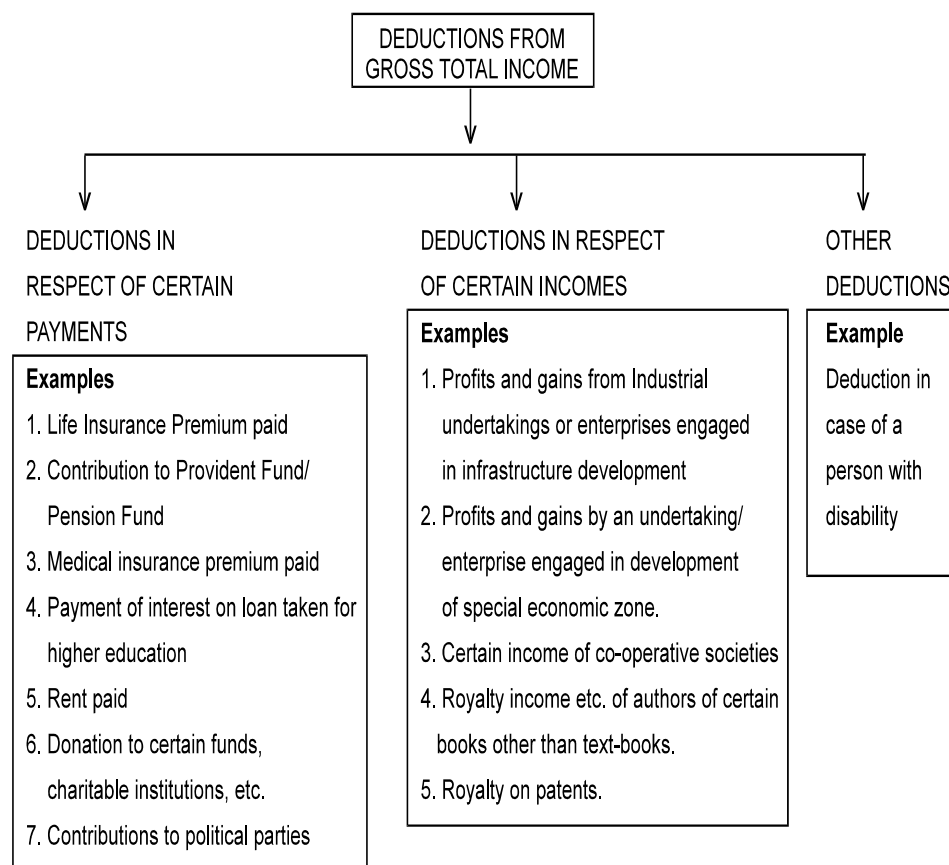 DEDUCTIONS FROM
GROSS TOTAL INCOME
DEDUCTIONS IN
RESPECT OF CERTAIN
PAYMENTS
Examples
1. Life Insurance Premium paid
2. Contribution to Provident Fund/
Pension Fund
3. Medical insurance premium paid
4. Payment of interest on loan taken for
higher education
5. Rent paid
6. Donation to certain funds,
charitable institutions, etc.
7. Contributions to political parties
DEDUCTIONS IN RESPECT
OF CERTAIN INCOMES
Examples
1. Profits and gains from Industrial
undertakings or enterprises engaged
in infrastructure development
2. Profits and gains by an undertaking/
enterprise engaged in development
of special economic zone.
3. Certain income of co-operative societies
4. Royalty income etc. of authors of certain
books other than text-books.
5. Royalty on patents.
OTHER
DEDUCTIONS
Example
Deduction in
case of a
person with
disability